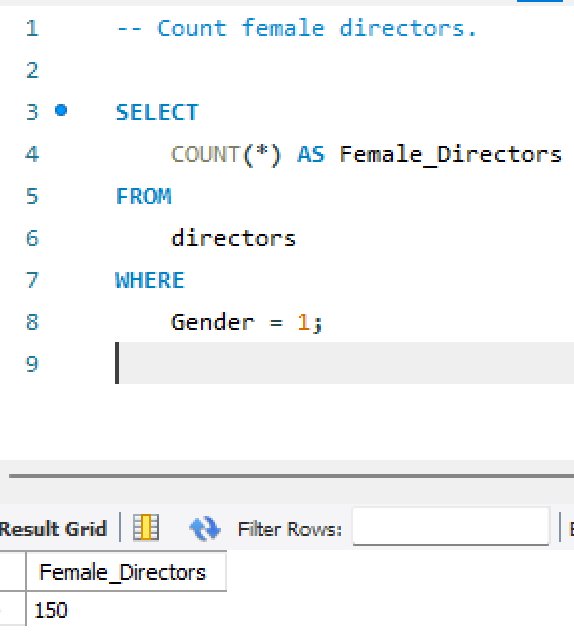 1 -- Count female directors.
2
3 SELECT
4 COUNT(*) AS Female_Directors
5 FROM
6 directors
7 WHERE
8 Gender = 1;
9
Result Grid Filter Rows:
Female_Directors
150